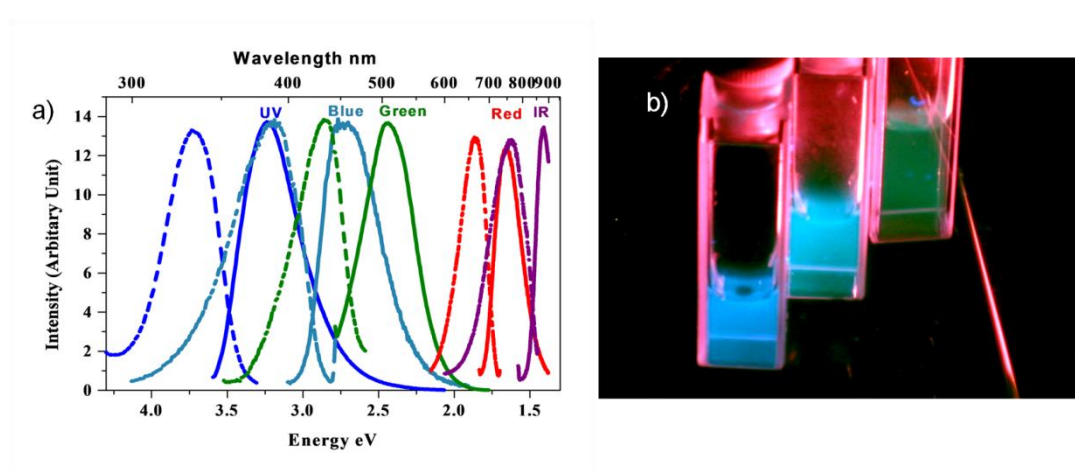 Wavelength nm
300 400 500 600 700 800 900
a)
UV Blue Green Red IR
14
12
10
8
6
4
2
0
Intensity (Arbitary Unit)
4.0 3.5 3.0 2.5 2.0 1.5
Energy eV
b)